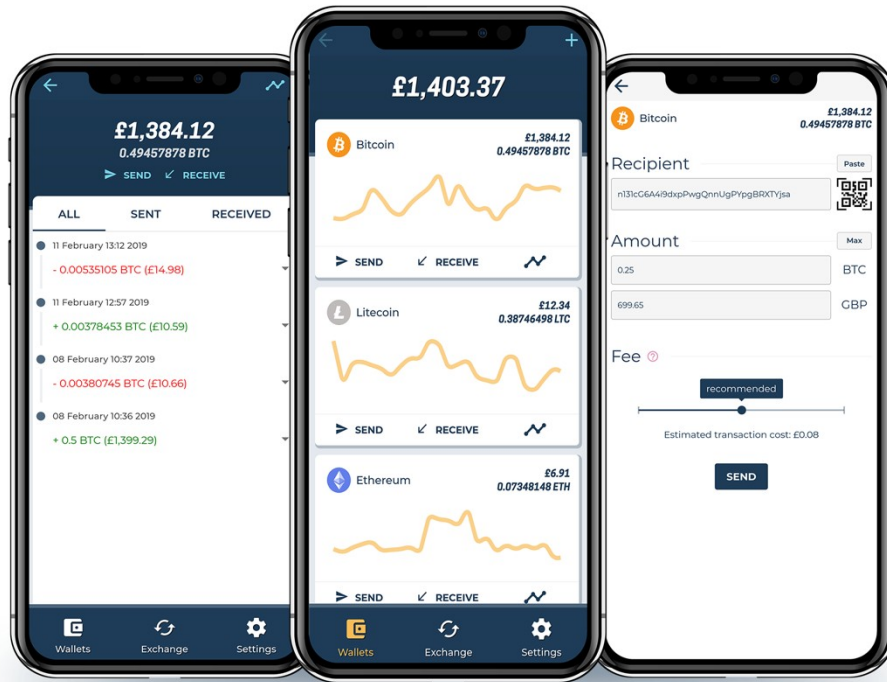 £1,384.12
0.49457878 BTC
SEND RECEIVE
ALL SENT RECEIVED
11 February 13:12 2019
- 0.00535105 BTC (£14.98)
11 February 12:57 2019
+ 0.00378453 BTC (£10.59)
08 February 10:37 2019
- 0.00380745 BTC (£10.66)
08 February 10:36 2019
+ 0.5 BTC (£1,399.29)
Wallets Exchange Settings
£1,403.37
Bitcoin £1,384.12
0.49457878 BTC
SEND RECEIVE
Litecoin £12.34
0.38746498 LTC
SEND RECEIVE
Ethereum £6.91
0.07348148 ETH
SEND RECEIVE
Wallets Exchange Settings
Bitcoin £1,384.12
0.49457878 BTC
Recipient Paste
n131cG6A4i9dxpPwgQnnUgPYpgBRXTYjsa
Amount Max
0.25 BTC
699.65 GBP
Fee ?
recommended
Estimated transaction cost: £0.08
SEND